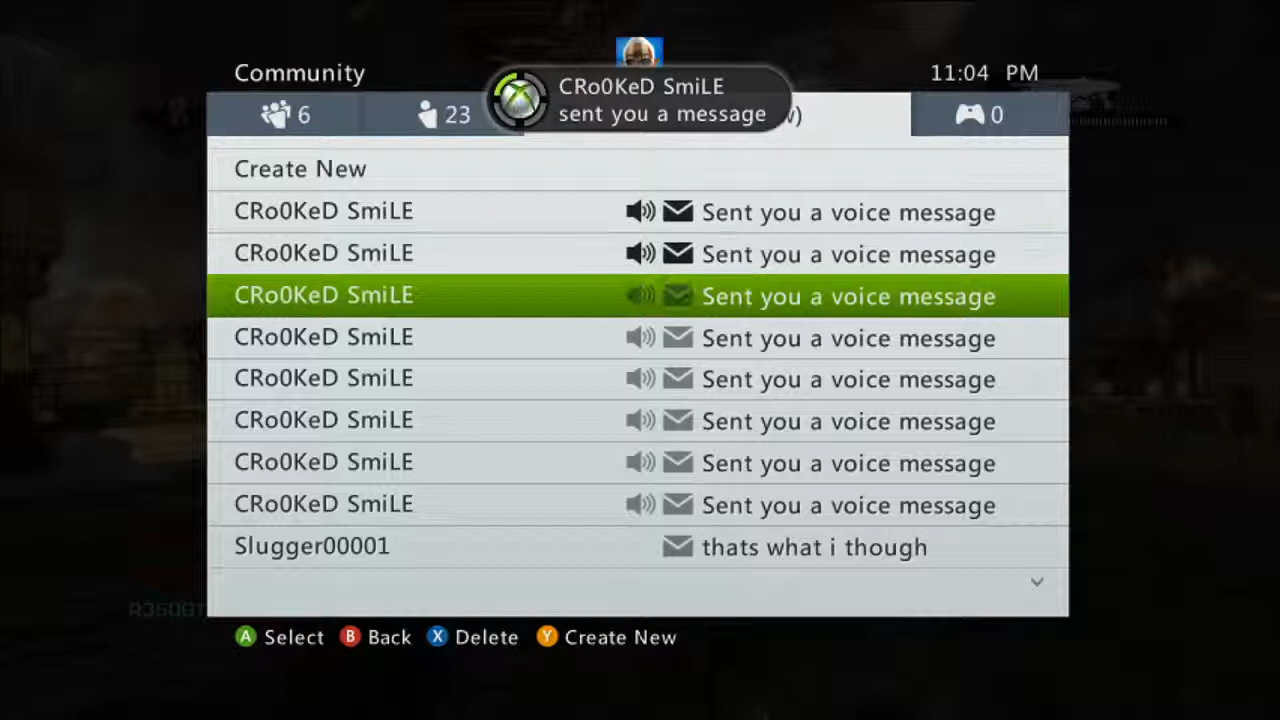 Community
11:04 PM
CRo0KeD SmiLE
sent you a message
6
23
w)
0
Create New
CRo0KeD SmiLE Sent you a voice message
CRo0KeD SmiLE Sent you a voice message
CRo0KeD SmiLE Sent you a voice message
CRo0KeD SmiLE Sent you a voice message
CRo0KeD SmiLE Sent you a voice message
CRo0KeD SmiLE Sent you a voice message
CRo0KeD SmiLE Sent you a voice message
CRo0KeD SmiLE Sent you a voice message
Slugger00001 thats what i though
A Select B Back X Delete Y Create New